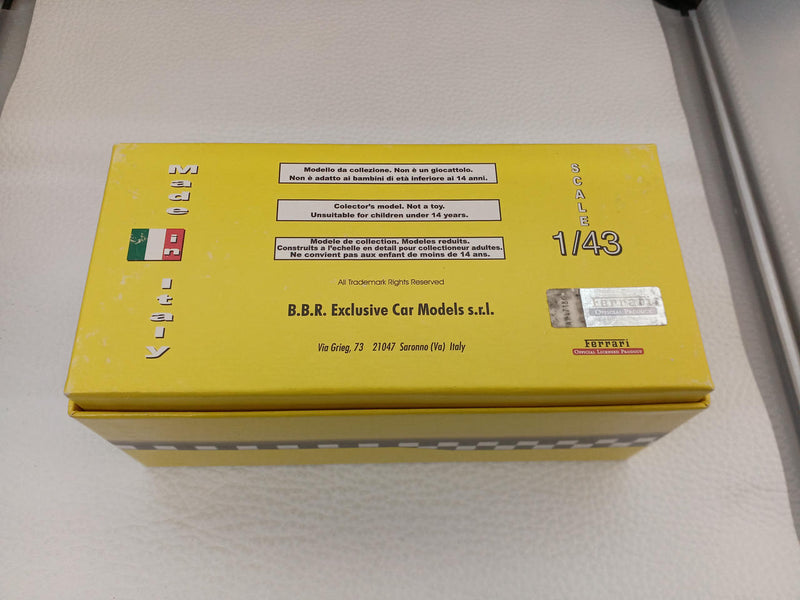 Made
in
Italy
Modello da collezione. Non è un giocattolo.
Non è adatto ai bambini di età inferiore ai 14 anni.
Colector's model. Not a toy.
Unsuitable for children under 14 years.
Modele de collection. Modeles reduits.
Construits a l'echelle en detail pour collectioneur adultes.
Ne convient pas aux enfant de moins de 14 ans.
All Trademark Rights Reserved
B.B.R. Exclusive Car Models s.r.l.
Via Grieg, 73 21047 Saronno (Va) Italy
SCALE
1/43
Ferrari
OFFICIAL PRODUCT
Ferrari
OFFICIAL LICENSED PRODUCT